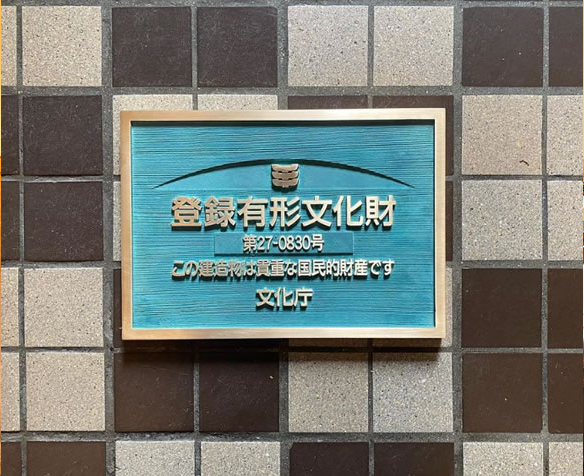 登録有形文化財
第27-0830号
この建造物は貴重な国民的財産です
文化庁